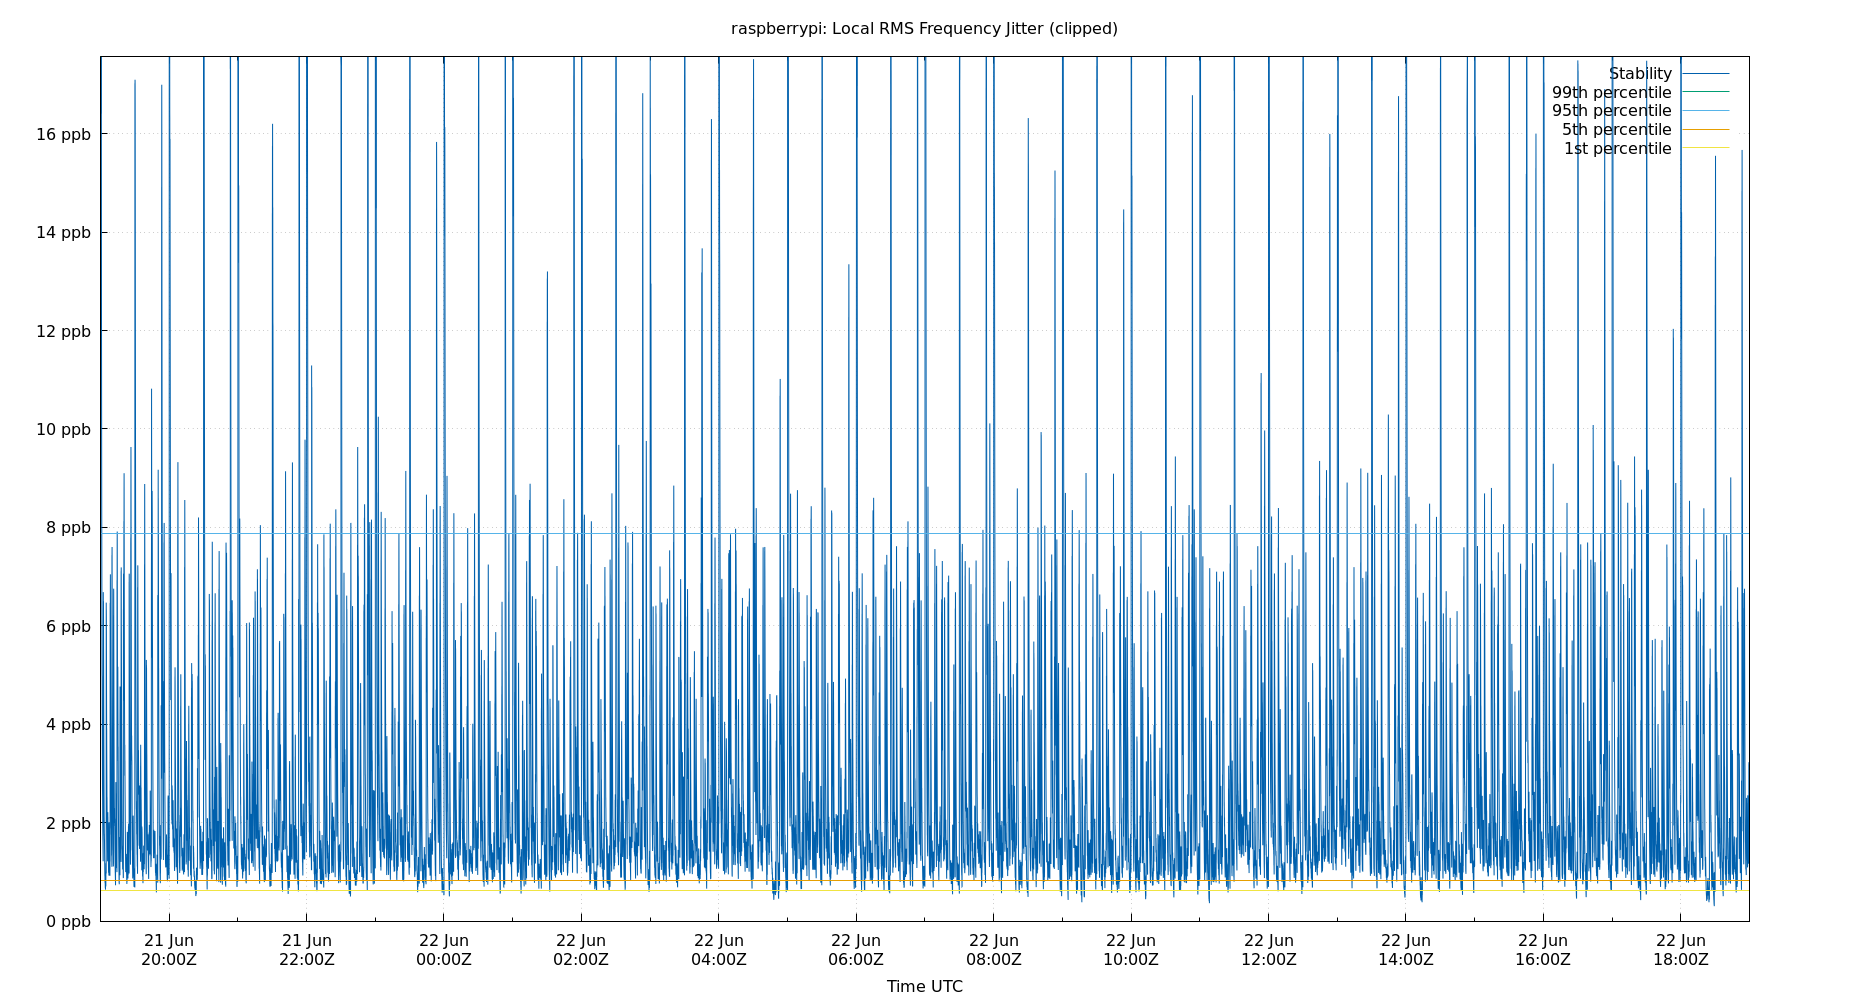 raspberrypi: Local RMS Frequency Jitter (clipped)
Stability
99th percentile
95th percentile
5th percentile
1st percentile
16 ppb
14 ppb
12 ppb
10 ppb
8 ppb
6 ppb
4 ppb
2 ppb
0 ppb
21 Jun 21 Jun 22 Jun 22 Jun 22 Jun 22 Jun 22 Jun 22 Jun 22 Jun 22 Jun 22 Jun 22 Jun
20:00Z 22:00Z 00:00Z 02:00Z 04:00Z 06:00Z 08:00Z 10:00Z 12:00Z 14:00Z 16:00Z 18:00Z
Time UTC